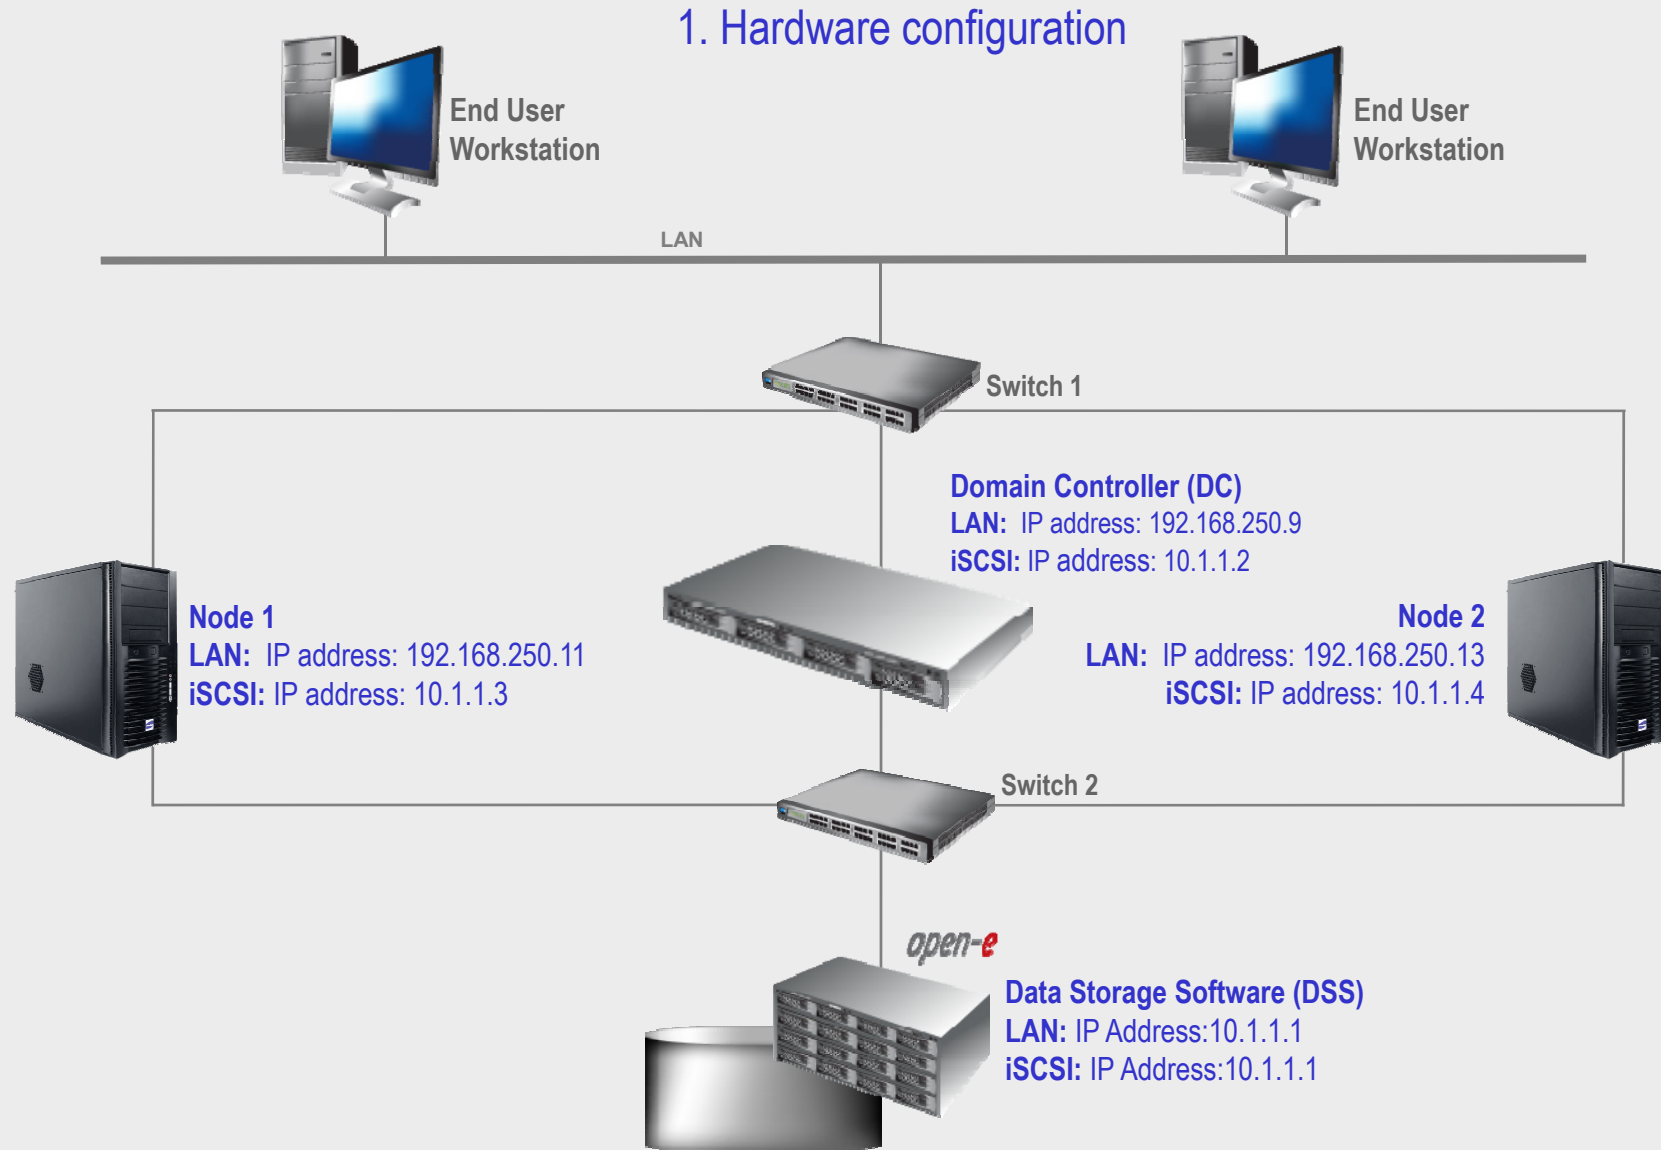 1. Hardware configuration
End User
Workstation
End User
Workstation
LAN
Switch 1
Domain Controller (DC)
LAN: IP address: 192.168.250.9
iSCSI: IP address: 10.1.1.2
Node 1
LAN: IP address: 192.168.250.11
iSCSI: IP address: 10.1.1.3
Node 2
LAN: IP address: 192.168.250.13
iSCSI: IP address: 10.1.1.4
Switch 2
open-e
Data Storage Software (DSS)
LAN: IP Address:10.1.1.1
iSCSI: IP Address:10.1.1.1